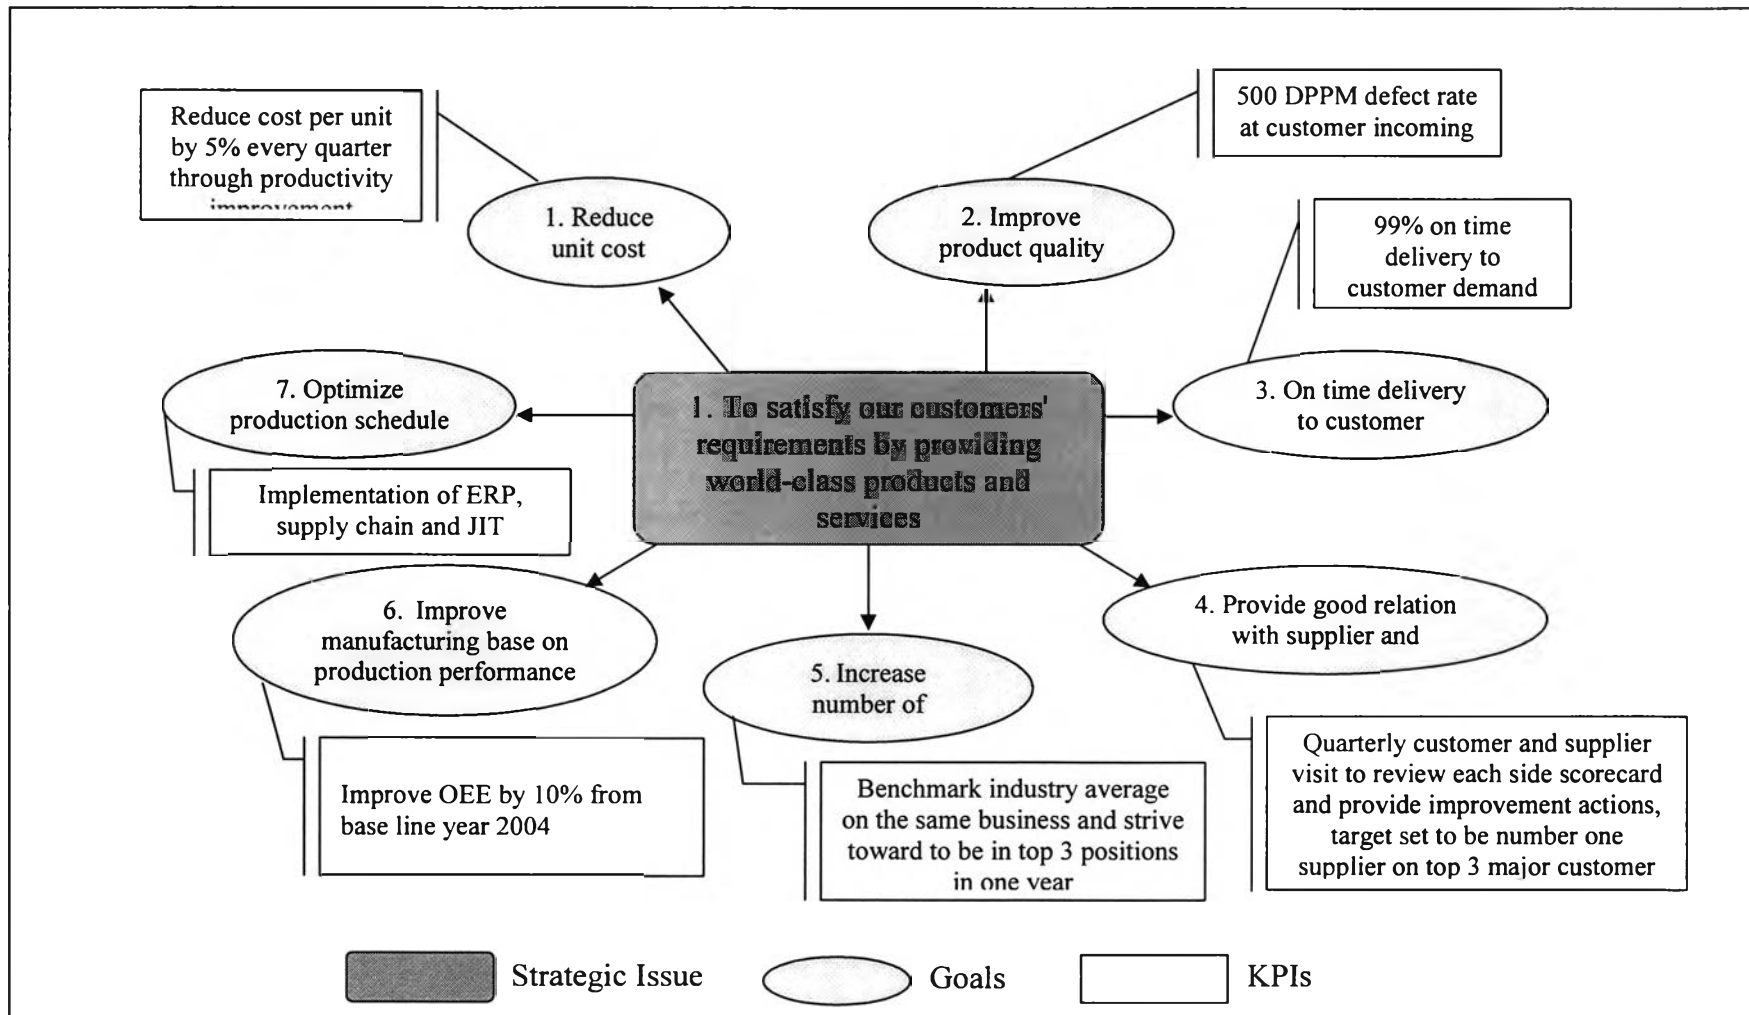 Reduce cost per unit
by 5% every quarter
through productivity
improvement
500 DPPM defect rate
at customer incoming
1. Reduce
unit cost
2. Improve
product quality
99% on time
delivery to
customer demand
7. Optimize
production schedule
1. To satisfy our customers'
requirements by providing
world-class products and
services
3. On time delivery
to customer
Implementation of ERP,
supply chain and JIT
6. Improve
manufacturing base on
production performance
5. Increase
number of
4. Provide good relation
with supplier and
Improve OEE by 10% from
base line year 2004
Benchmark industry average
on the same business and strive
toward to be in top 3 positions
in one year
Quarterly customer and supplier
visit to review each side scorecard
and provide improvement actions,
target set to be number one
supplier on top 3 major customer
Strategic Issue
Goals
KPIs